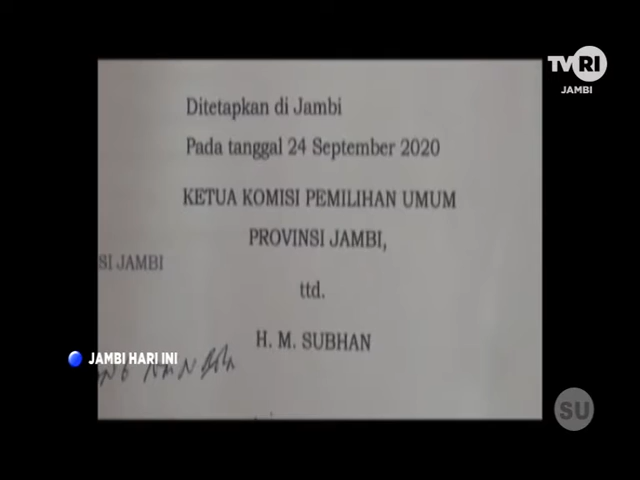 TVRI
JAMBI
Ditetapkan di Jambi
Pada tanggal 24 September 2020
KETUA KOMISI PEMILIHAN UMUM
PROVINSI JAMBI,
SI JAMBI
ttd.
H. M. SUBHAN
JAMBI HARI INI
SU